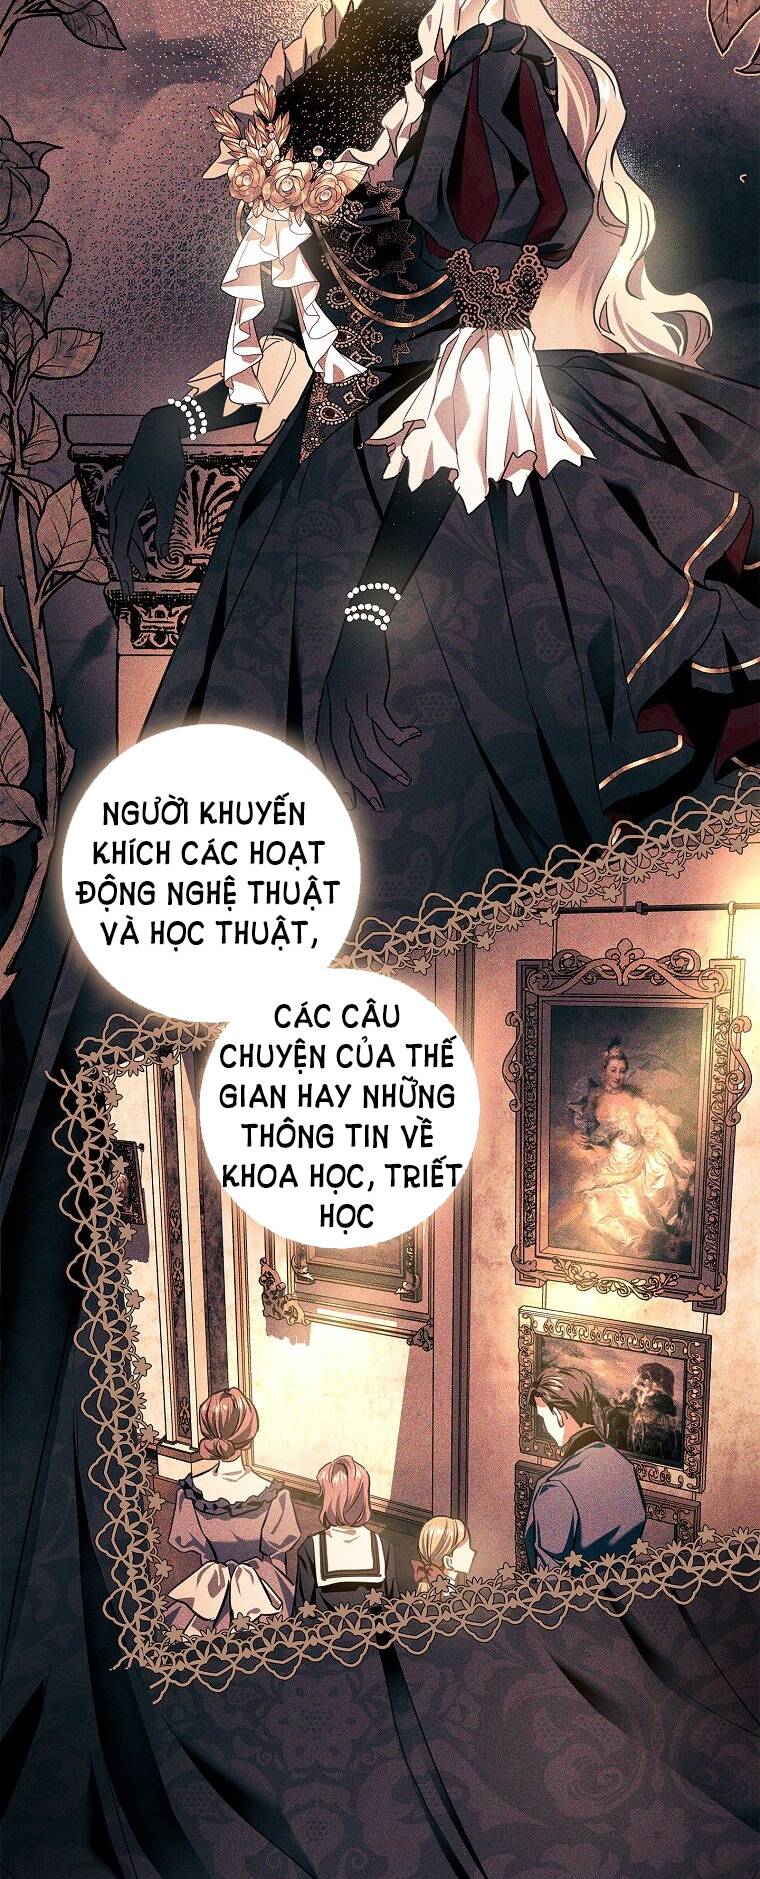 NGƯỜI KHUYẾN
KHÍCH CÁC HOẠT
ĐỘNG NGHỆ THUẬT
VÀ HỌC THUẬT,
CÁC CÂU
CHUYỆN CỦA THẾ
GIAN HAY NHỮNG
THÔNG TIN VỀ
KHOA HỌC, TRIẾT
HỌC